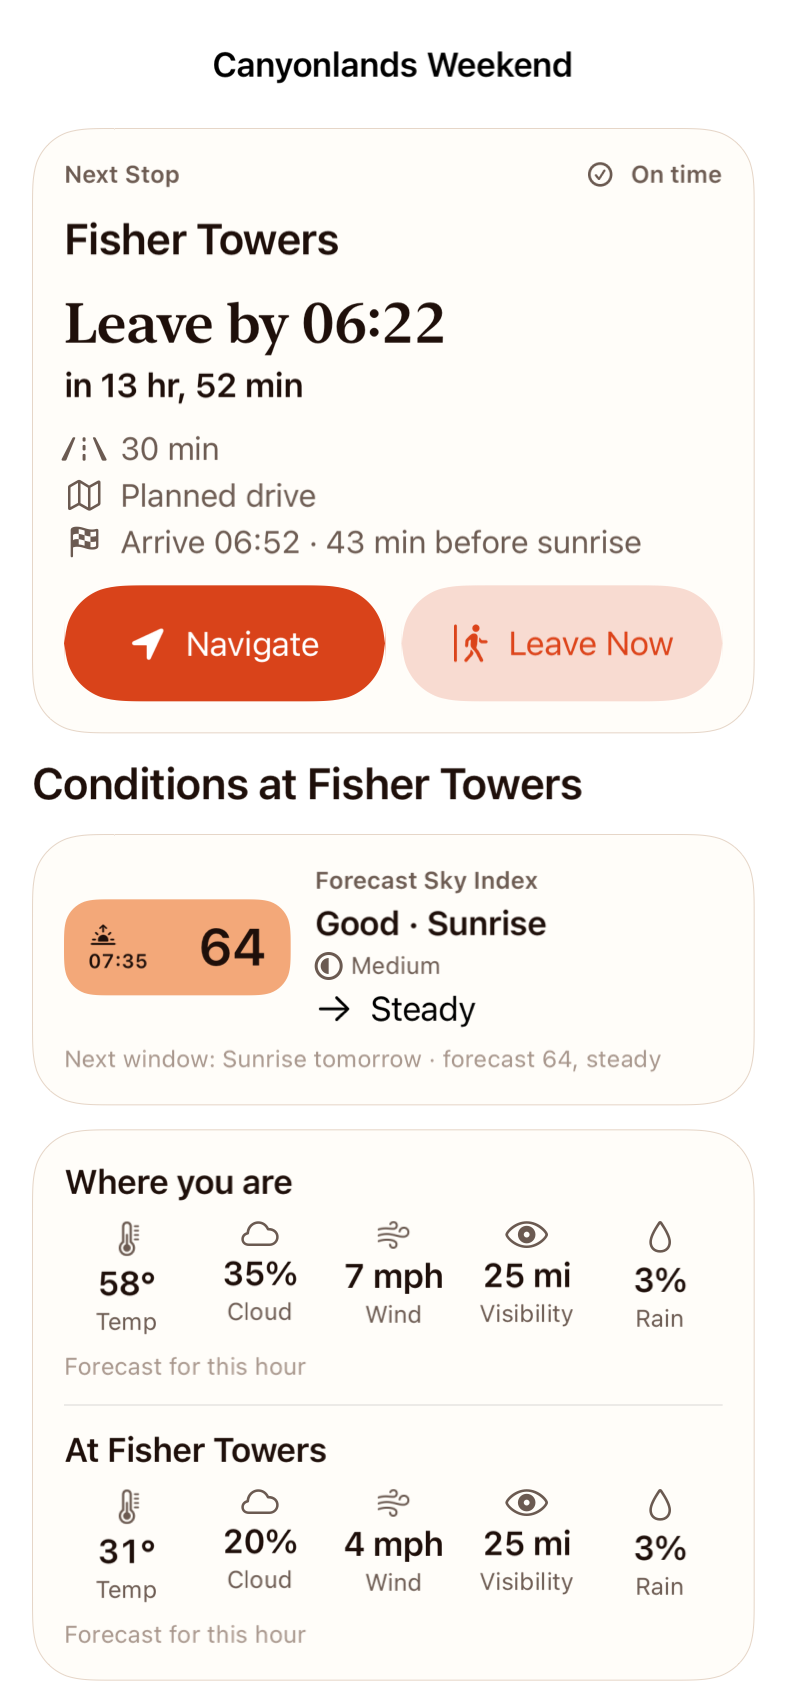 Canyonlands Weekend
Next Stop
On time
Fisher Towers
Leave by 06:22
in 13 hr, 52 min
30 min
Planned drive
Arrive 06:52 · 43 min before sunrise
Navigate
Leave Now
Conditions at Fisher Towers
07:35
64
Forecast Sky Index
Good · Sunrise
Medium
Steady
Next window: Sunrise tomorrow · forecast 64, steady
Where you are
58° 35% 7 mph 25 mi 3%
Temp Cloud Wind Visibility Rain
Forecast for this hour
At Fisher Towers
31° 20% 4 mph 25 mi 3%
Temp Cloud Wind Visibility Rain
Forecast for this hour